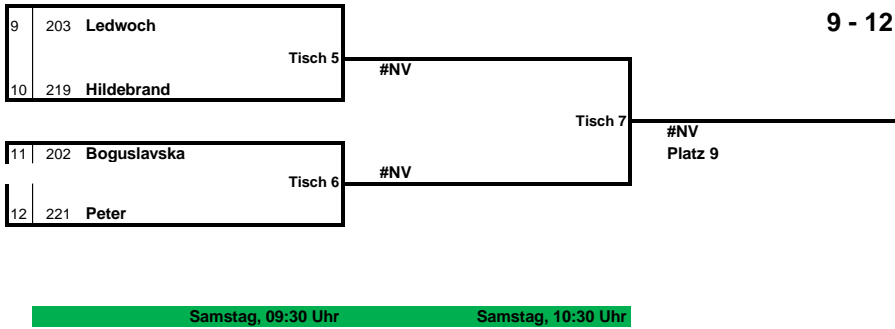 9 203 Ledwoch
9 - 12
Tisch 5
#NV
10 219 Hildebrand
Tisch 7
#NV
11 202 Boguslavska
Platz 9
Tisch 6
#NV
12 221 Peter
Samstag, 09:30 Uhr Samstag, 10:30 Uhr